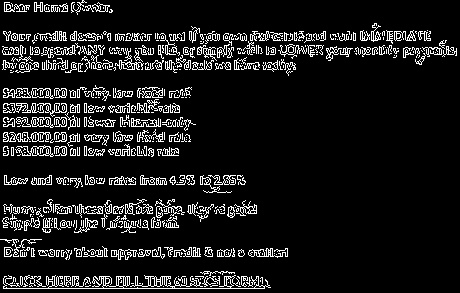 Dear Home Owner,
Your credit doesn't matter to us! If you own real estate and want IMMEDIATE
cash to spend ANY way you like, or simply wish to LOWER your monthly payments
by one third or more, here are the deals we have today:
$488.000,00 at very low fixed rate
$372.000,00 at low variable-rate
$492.000,00 at lower interest-only
$248.000,00 at very low fixed rate
$198.000,00 at low variable rate
Low and very low rates from 4.5% to 2.85%
Hurry, when these deals are gone, they're gone!
Simple fill out the 1 minute form.
Don't worry about approval, credit is not a matter!
CLICK HERE AND FILL THE 60 SECS FORM!